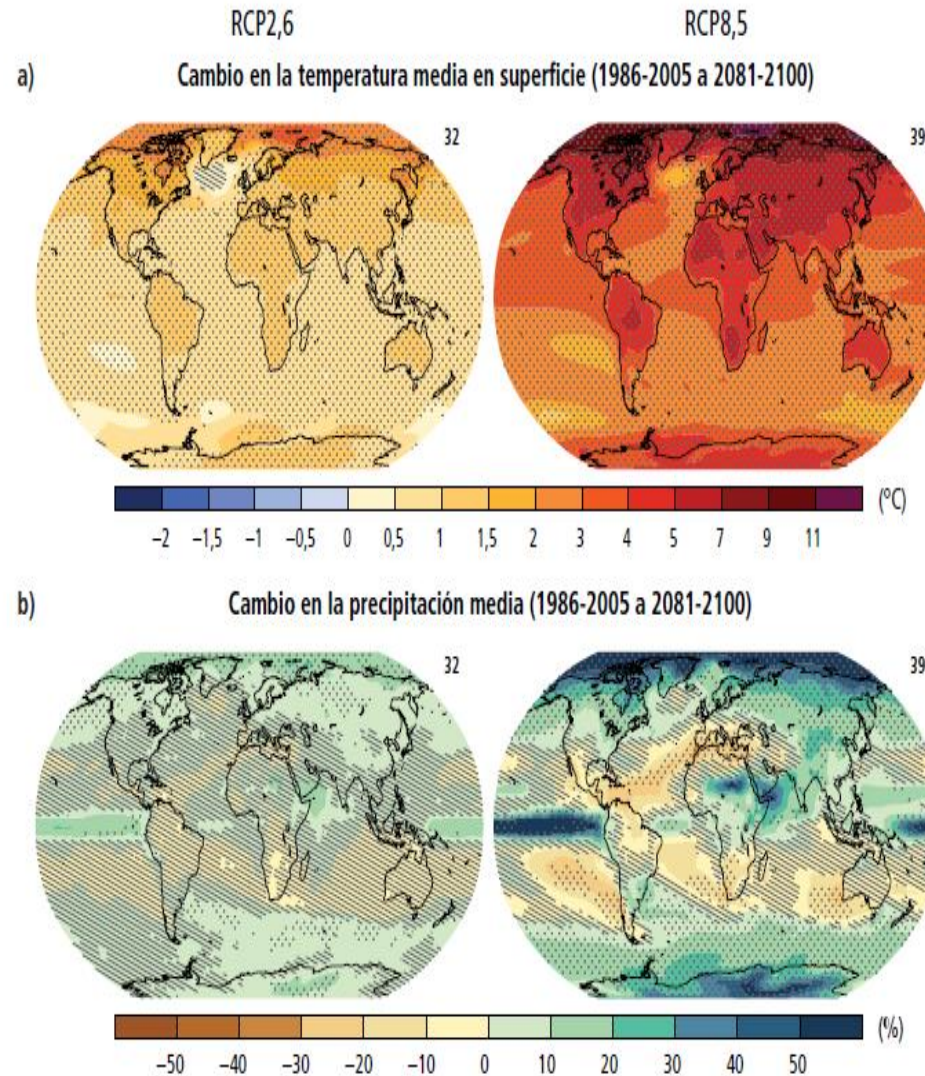 RCP2,6 RCP8,5
a) Cambio en la temperatura media en superficie (1986-2005 a 2081-2100)
32 39
(°C)
−2 −1,5 −1 −0,5 0 0,5 1 1,5 2 3 4 5 7 9 11
b) Cambio en la precipitación media (1986-2005 a 2081-2100)
32 39
(%)
−50 −40 −30 −20 −10 0 10 20 30 40 50